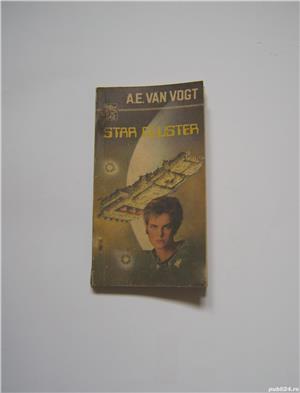 A.E. VAN VOGT
STAR CLUSTER
publi24.ro